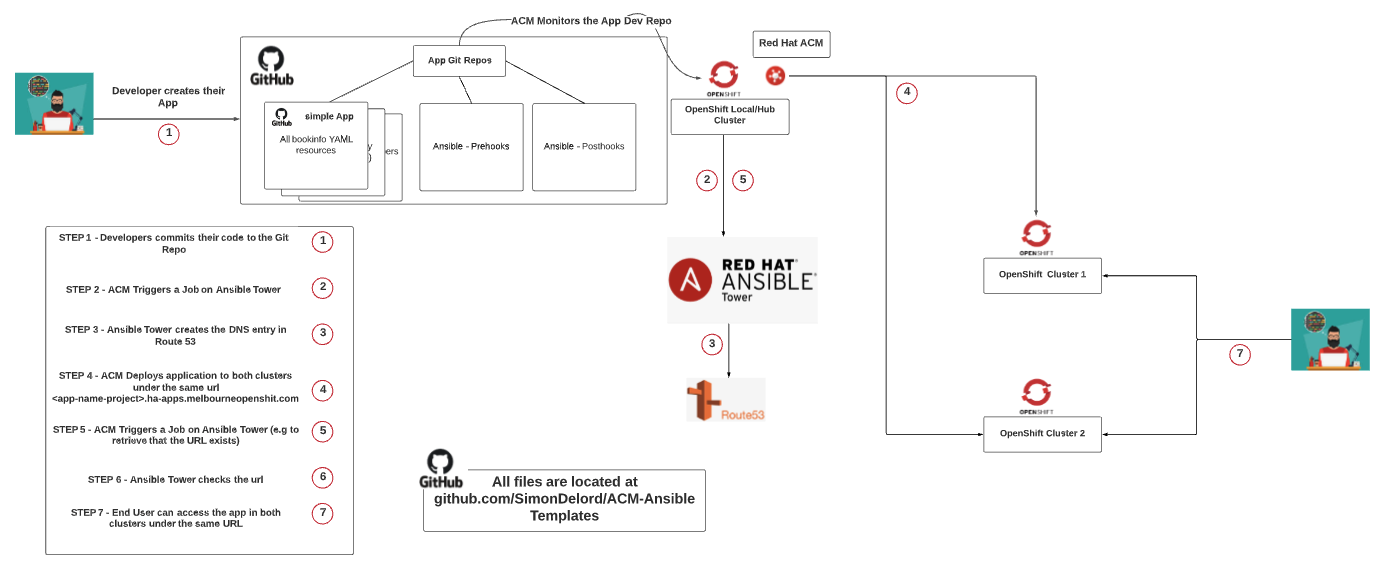 ACM Monitors the App Dev Repo
Red Hat ACM
GitHub
App Git Repos
OPENSHIFT
4
Developer creates their
App
1
OpenShift Local/Hub
Cluster
GitHub
simple App
All bookinfo YAML
resources
y
)
ers
Ansible - Prehooks
Ansible - Posthooks
2
5
STEP 1 - Developers commits their code to the Git
Repo
1
STEP 2 - ACM Triggers a Job on Ansible Tower
2
STEP 3 - Ansible Tower creates the DNS entry in
Route 53
3
STEP 4 - ACM Deploys application to both clusters
under the same url
<app-name-project>.ha-apps.melbourneopenshit.com
4
STEP 5 - ACM Triggers a Job on Ansible Tower (e.g to
retrieve that the URL exists)
5
STEP 6 - Ansible Tower checks the url
6
STEP 7 - End User can access the app in both
clusters under the same URL
7
RED HAT®
ANSIBLE®
Tower
3
Route53
OPENSHIFT
OpenShift Cluster 1
7
OPENSHIFT
OpenShift Cluster 2
GitHub
All files are located at
github.com/SimonDelord/ACM-Ansible
Templates